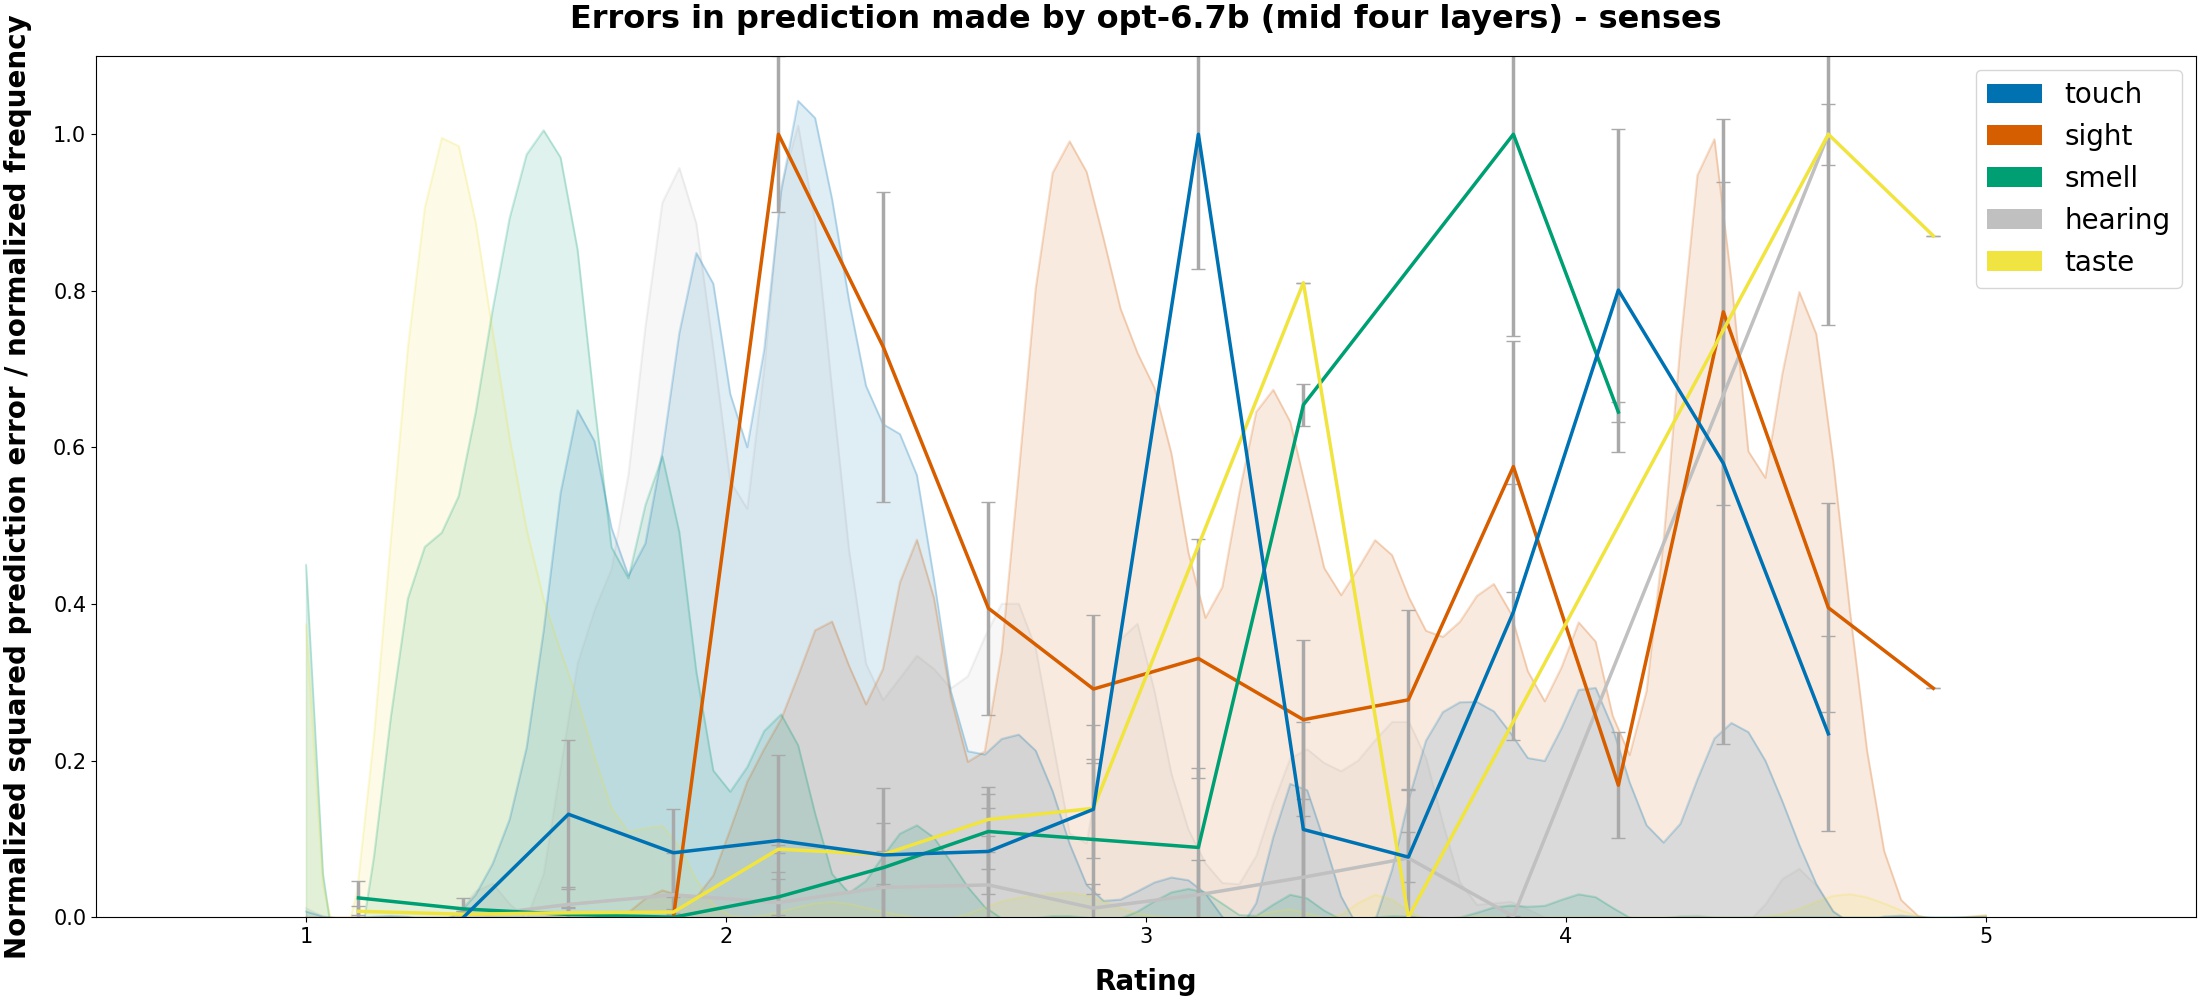 Errors in prediction made by opt-6.7b (mid four layers) - senses
Normalized squared prediction error / normalized frequency
1.0
0.8
0.6
0.4
0.2
0.0
touch
sight
smell
hearing
taste
1 2 3 4 5
Rating